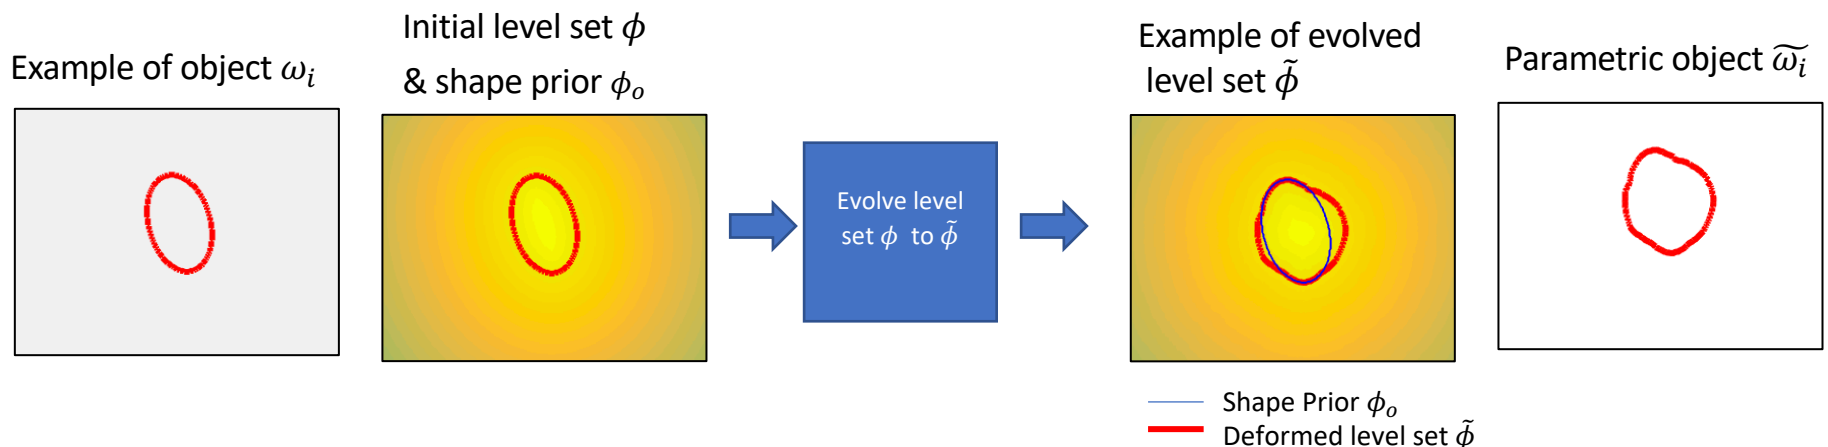 Example of object ωᵢ
Initial level set ϕ
& shape prior ϕₒ
Evolve level
set ϕ to ϕ̃
Example of evolved
level set ϕ̃
Parametric object ω̃ᵢ
Shape Prior ϕₒ
Deformed level set ϕ̃